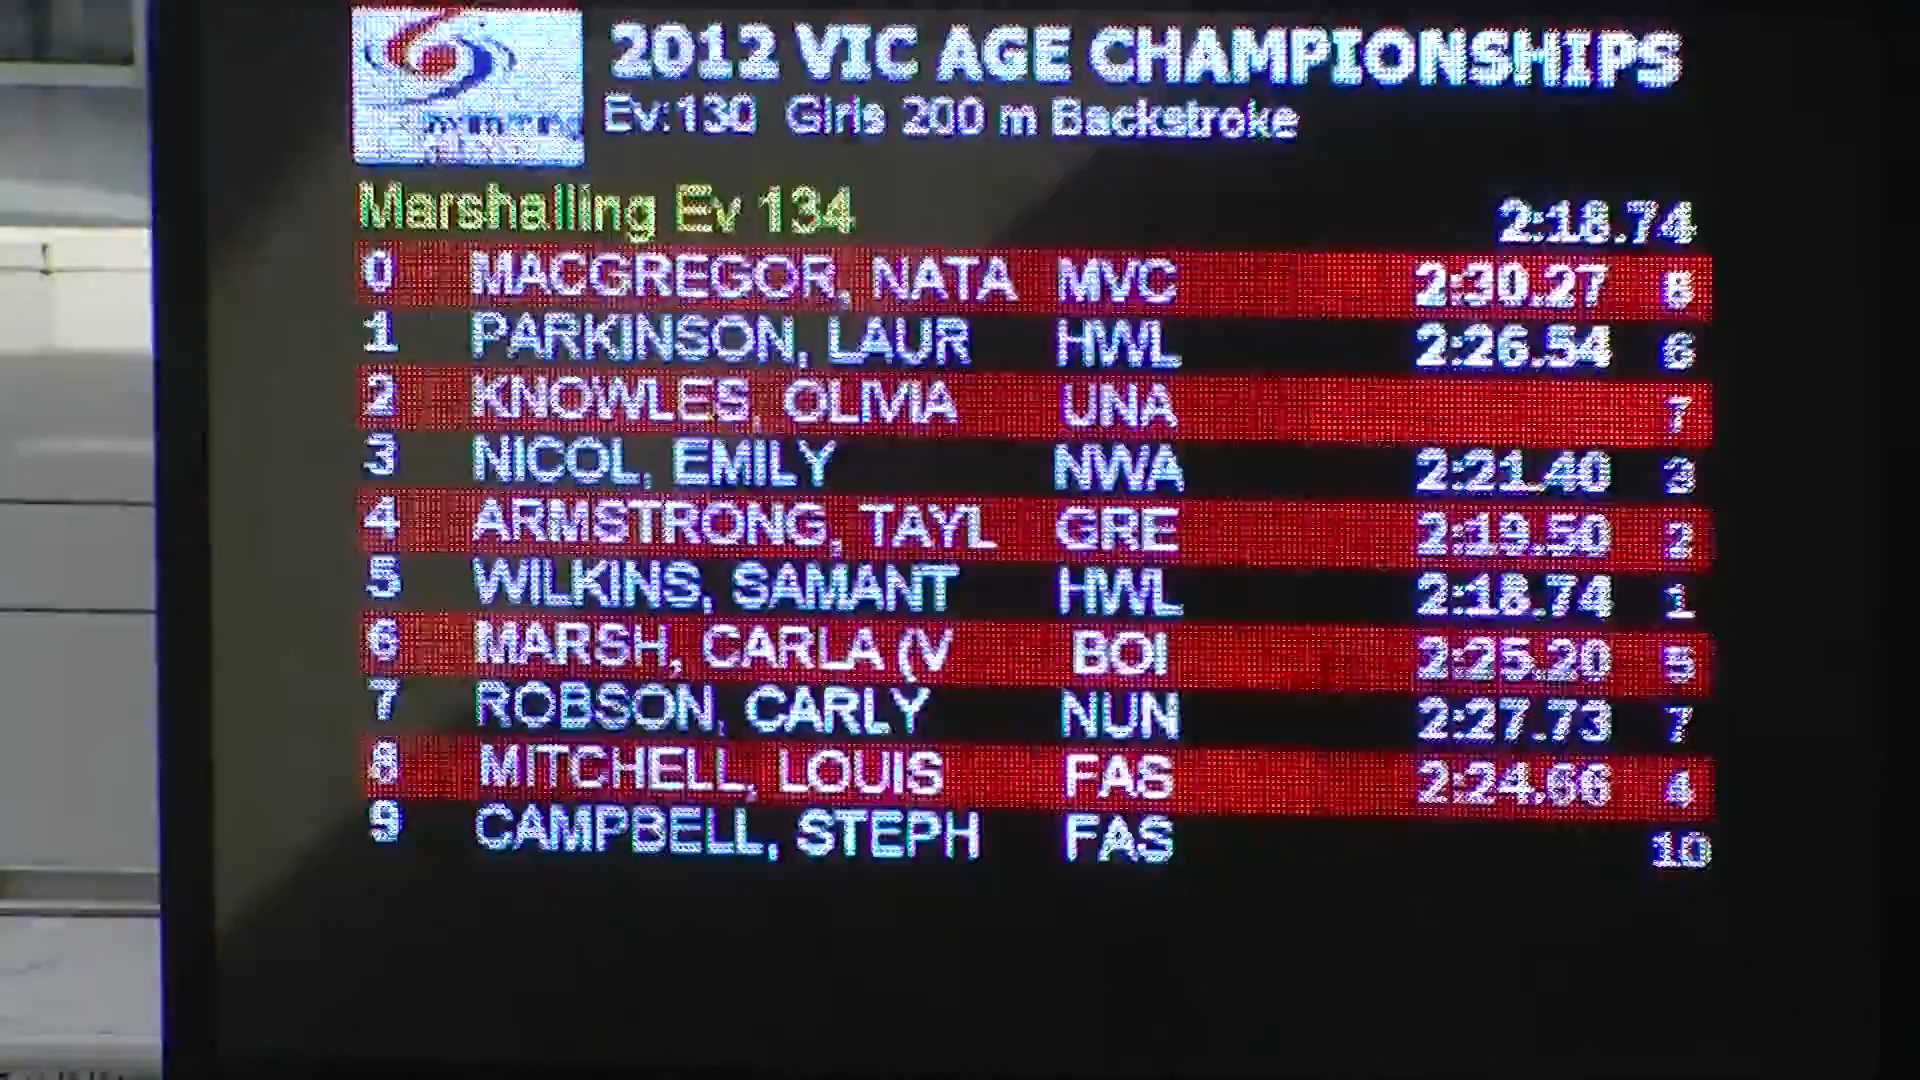 2012 VIC AGE CHAMPIONSHIPS
Ev:130 Girls 200 m Backstroke
Marshalling Ev 134 2:18.74
0 MACGREGOR, NATA MVC 2:30.27 8
1 PARKINSON, LAUR HWL 2:26.54 6
2 KNOWLES, OLIVIA UNA 7
3 NICOL, EMILY NWA 2:21.40 3
4 ARMSTRONG, TAYL GRE 2:19.50 2
5 WILKINS, SAMANT HWL 2:18.74 1
6 MARSH, CARLA (V BOI 2:25.20 5
7 ROBSON, CARLY NUN 2:27.73 7
8 MITCHELL, LOUIS FAS 2:24.66 4
9 CAMPBELL, STEPH FAS 10